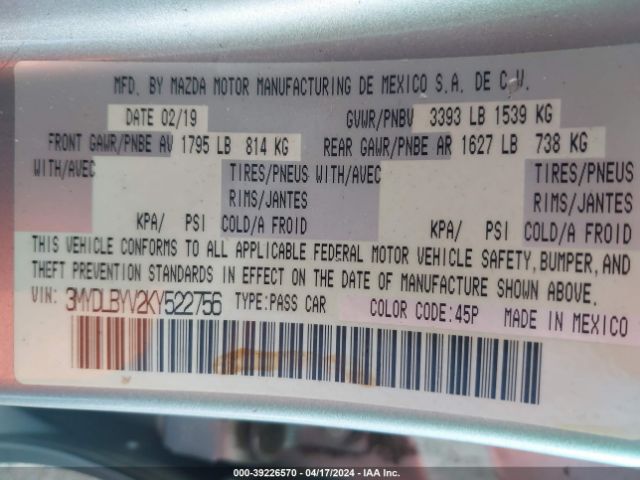 MFD. BY MAZDA MOTOR MANUFACTURING DE MEXICO S.A. DE C.V.
DATE 02/19 GVWR/PNBV 3393 LB 1539 KG
FRONT GAWR/PNBE AV 1795 LB 814 KG REAR GAWR/PNBE AR 1627 LB 738 KG
WITH/AVEC TIRES/PNEUS WITH/AVEC TIRES/PNEUS
RIMS/JANTES RIMS/JANTES
KPA/ PSI COLD/A FROID KPA/ PSI COLD/A FROID
THIS VEHICLE CONFORMS TO ALL APPLICABLE FEDERAL MOTOR VEHICLE SAFETY, BUMPER, AND
THEFT PREVENTION STANDARDS IN EFFECT ON THE DATE OF MANUFACTURE SHOWN ABOVE.
VIN: 3MYDLBYV2KY522756 TYPE:PASS CAR COLOR CODE:45P MADE IN MEXICO
000-39226570 - 04/17/2024 - IAA Inc.